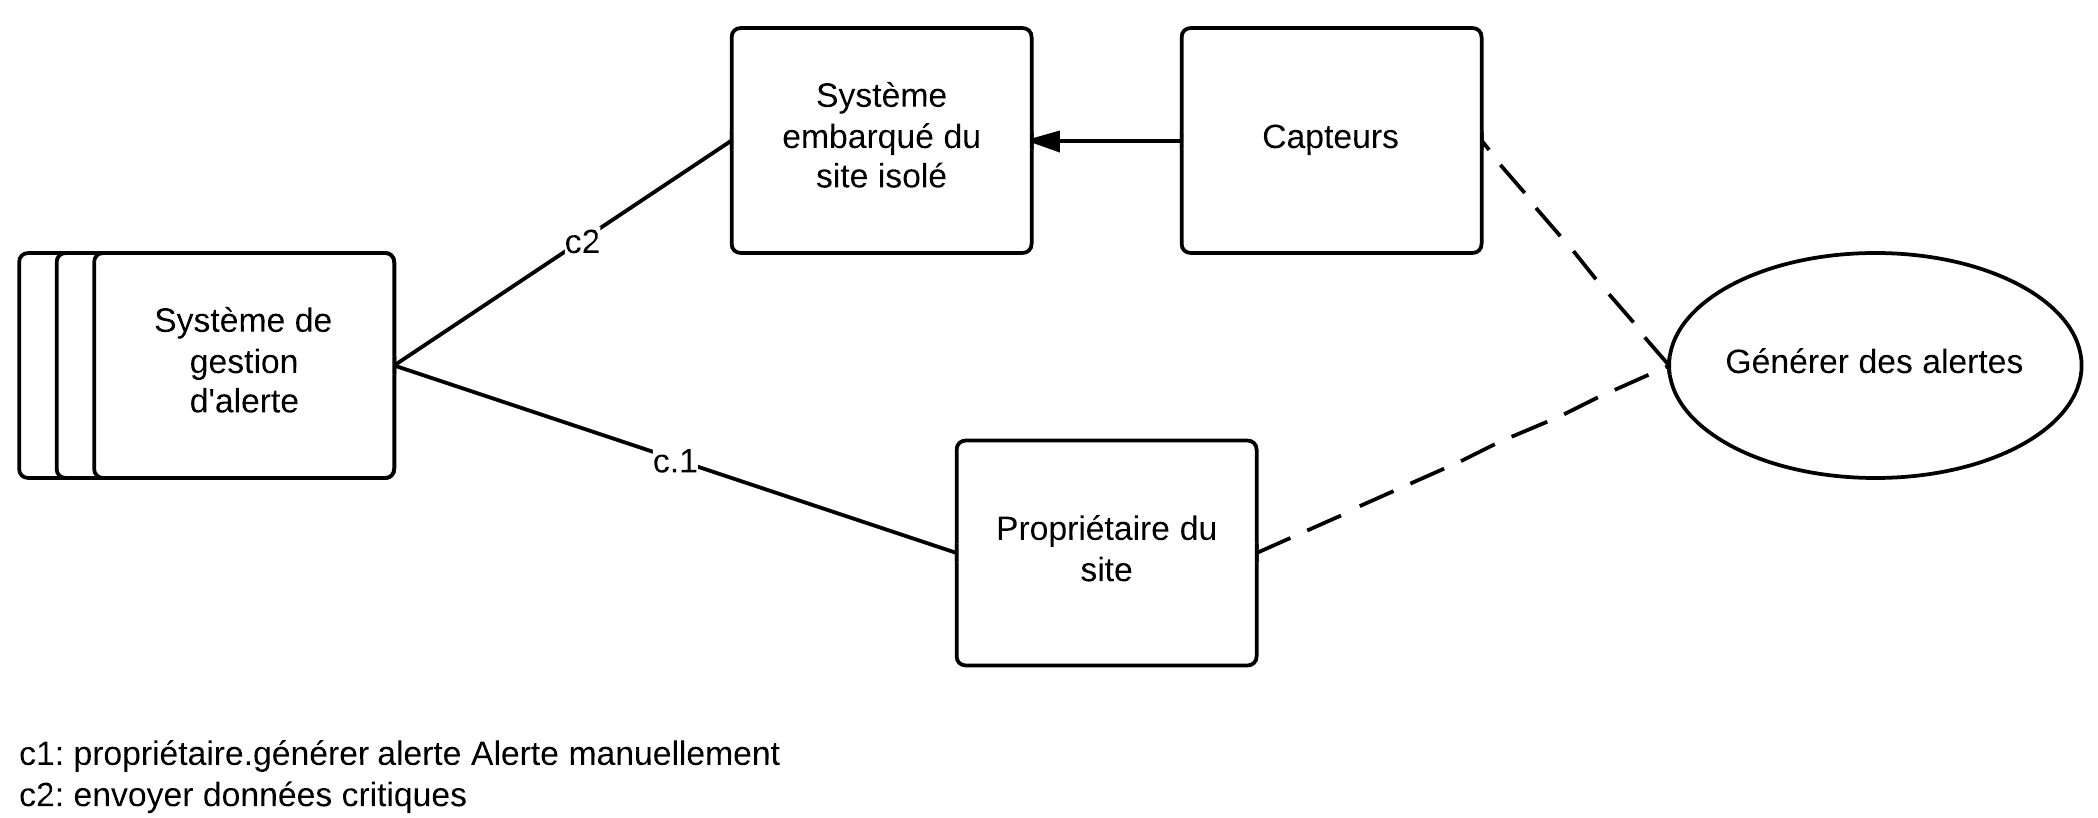 Système
embarqué du
site isolé
Capteurs
c2
Système de
gestion
d'alerte
Générer des alertes
c.1
Propriétaire du
site
c1: propriétaire.générer alerte Alerte manuellement
c2: envoyer données critiques